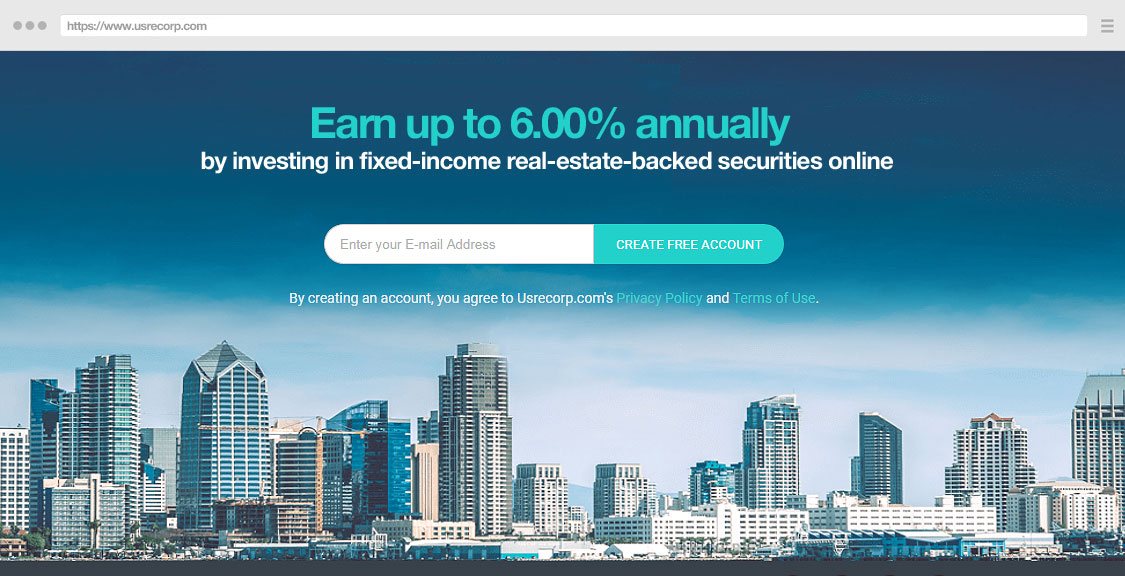 https://www.usrecorp.com
Earn up to 6.00% annually
by investing in fixed-income real-estate-backed securities online
Enter your E-mail Address
CREATE FREE ACCOUNT
By creating an account, you agree to Usrecorp.com's Privacy Policy and Terms of Use.